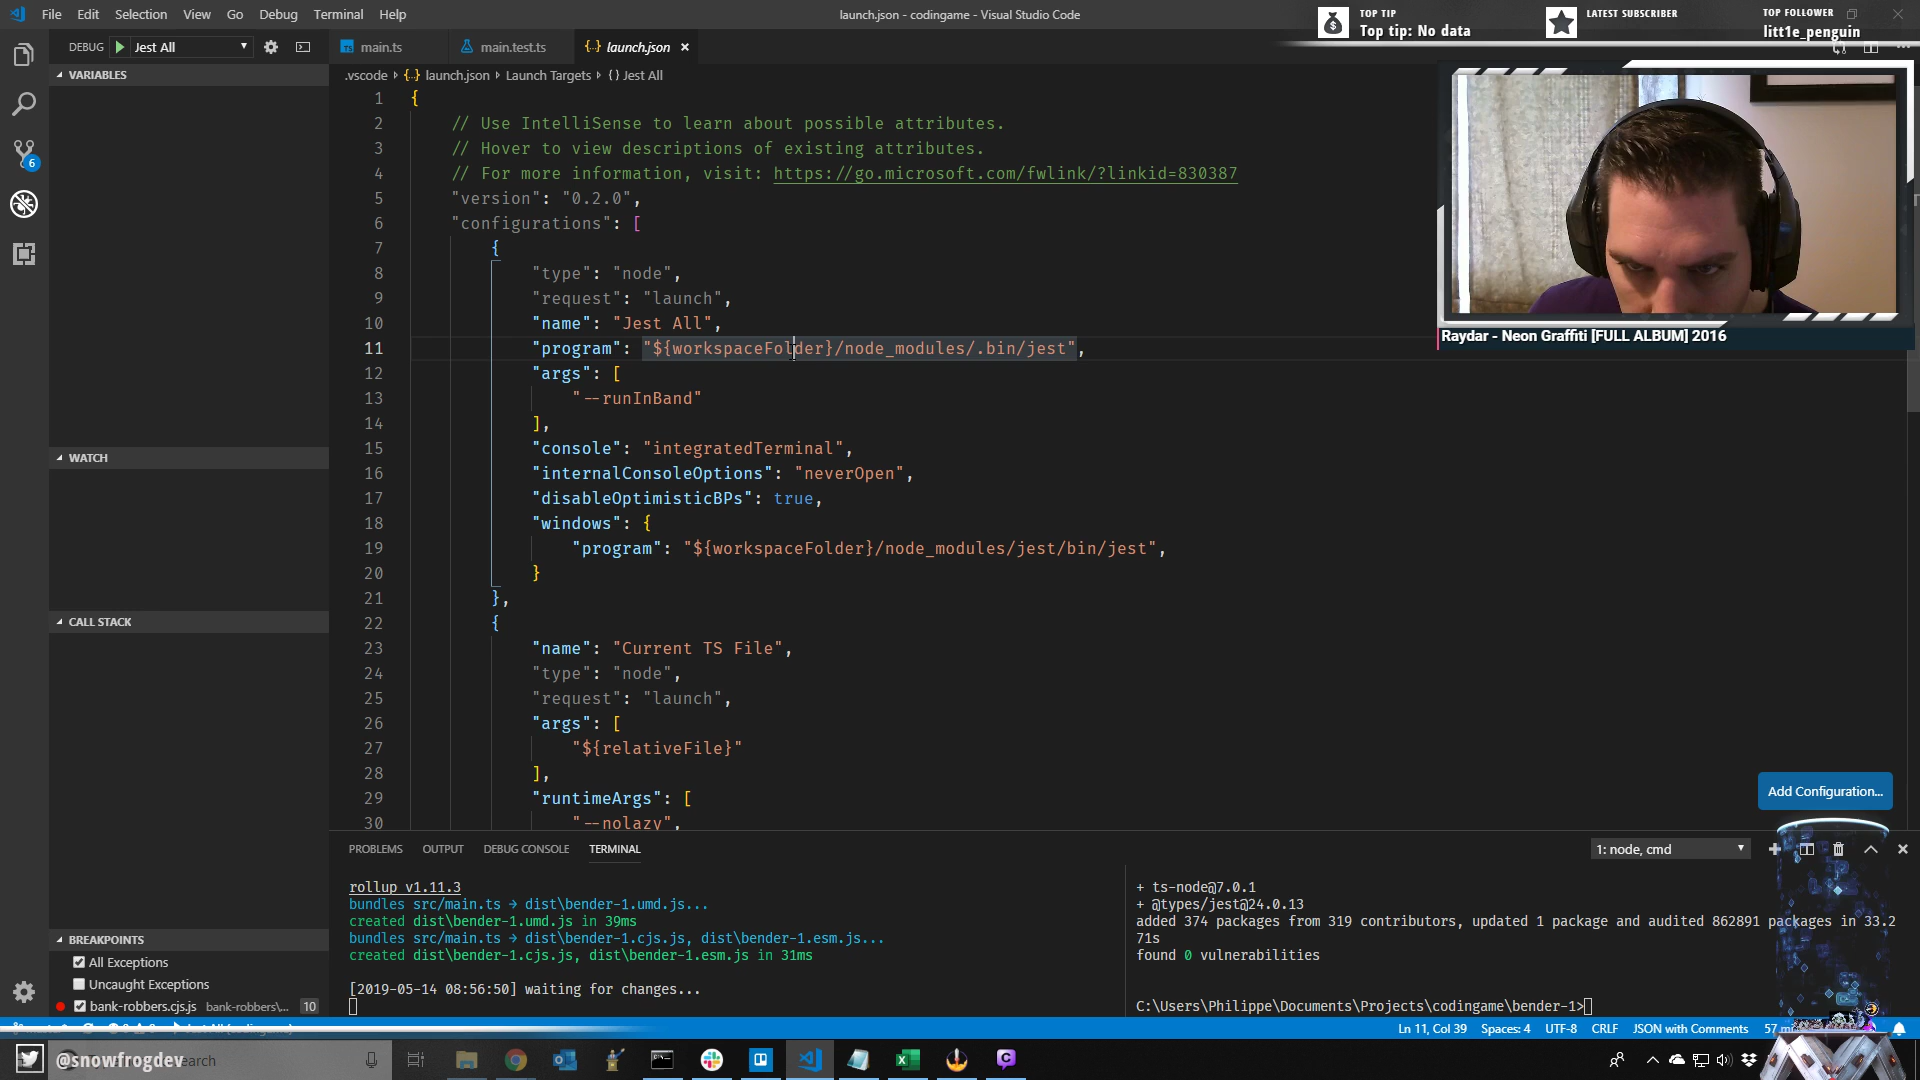 File Edit Selection View Go Debug Terminal Help
launch.json - codingame - Visual Studio Code
TOP TIP
Top tip: No data
LATEST SUBSCRIBER
TOP FOLLOWER
litt1e_penguin
DEBUG Jest All
main.ts main.test.ts launch.json
VARIABLES
.vscode launch.json Launch Targets {} Jest All
1 {
2 // Use IntelliSense to learn about possible attributes.
3 // Hover to view descriptions of existing attributes.
4 // For more information, visit: https://go.microsoft.com/fwlink/?linkid=830387
5 "version": "0.2.0",
6 "configurations": [
7 {
8 "type": "node",
9 "request": "launch",
10 "name": "Jest All",
11 "program": "${workspaceFolder}/node_modules/.bin/jest",
12 "args": [
13 "--runInBand"
14 ],
15 "console": "integratedTerminal",
16 "internalConsoleOptions": "neverOpen",
17 "disableOptimisticBPs": true,
18 "windows": {
19 "program": "${workspaceFolder}/node_modules/jest/bin/jest",
20 }
21 },
22 {
23 "name": "Current TS File",
24 "type": "node",
25 "request": "launch",
26 "args": [
27 "${relativeFile}"
28 ],
29 "runtimeArgs": [
30 "--nolazy",
Raydar - Neon Graffiti [FULL ALBUM] 2016
WATCH
CALL STACK
BREAKPOINTS
All Exceptions
Uncaught Exceptions
bank-robbers.cjs.js bank-robbers\... 10
6
Add Configuration...
PROBLEMS OUTPUT DEBUG CONSOLE TERMINAL
1: node, cmd
rollup v1.11.3
bundles src/main.ts → dist\bender-1.umd.js...
created dist\bender-1.umd.js in 39ms
bundles src/main.ts → dist\bender-1.cjs.js, dist\bender-1.esm.js...
created dist\bender-1.cjs.js, dist\bender-1.esm.js in 31ms
[2019-05-14 08:56:50] waiting for changes...
+ ts-node@7.0.1
+ @types/jest@24.0.13
added 374 packages from 319 contributors, updated 1 package and audited 862891 packages in 33.2
71s
found 0 vulnerabilities
C:\Users\Philippe\Documents\Projects\codingame\bender-1>
Ln 11, Col 39 Spaces: 4 UTF-8 CRLF JSON with Comments
@snowfrogdev